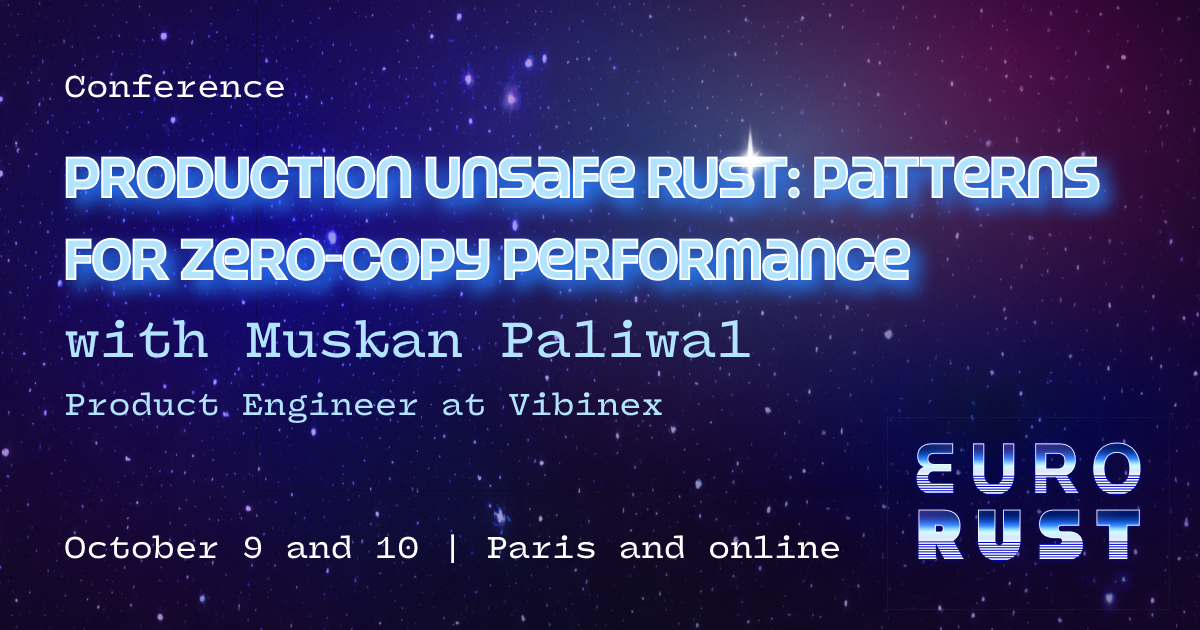 Conference
PRODUCTION UNSAFE RUST: PATTERNS
FOR ZERO-COPY PERFORMANCE
with Muskan Paliwal
Product Engineer at Vibinex
October 9 and 10 | Paris and online
EURO
RUST